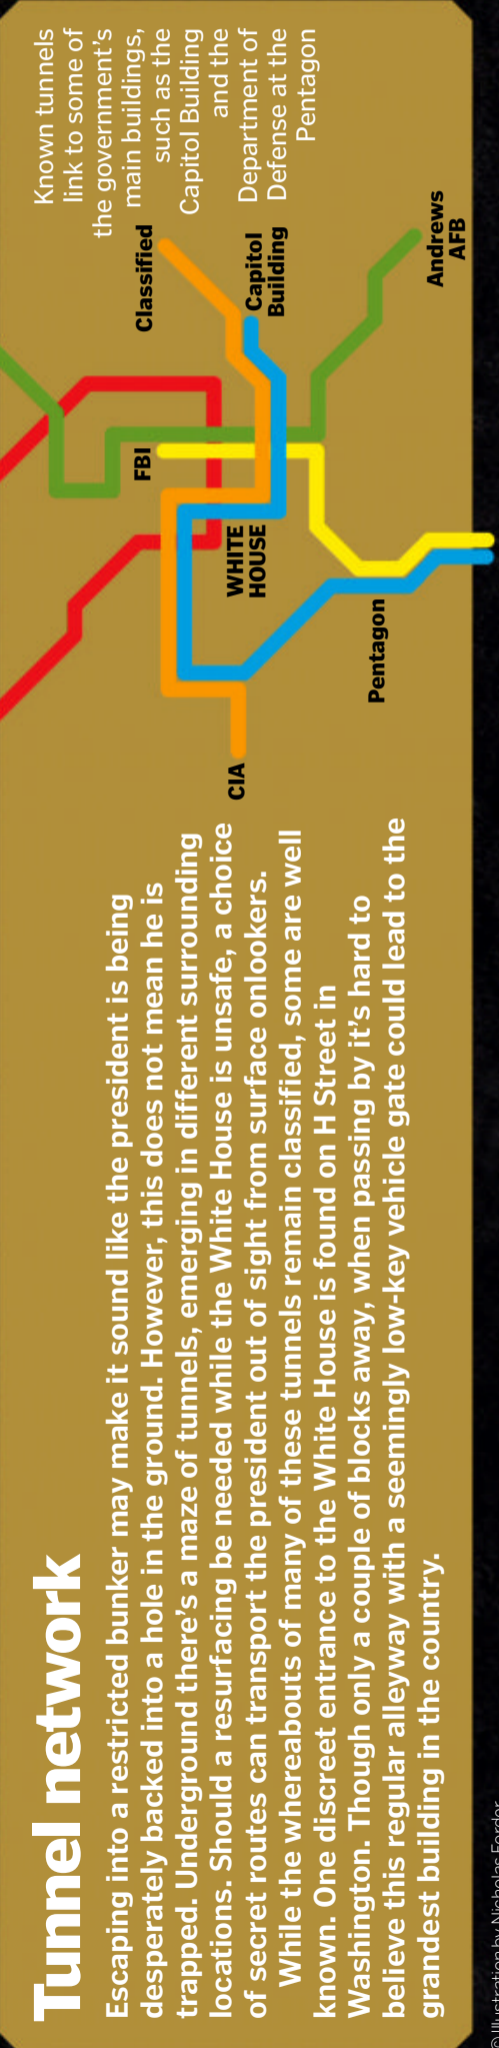 Tunnel network
Escaping into a restricted bunker may make it sound like the president is being
desperately backed into a hole in the ground. However, this does not mean he is
trapped. Underground there's a maze of tunnels, emerging in different surrounding
locations. Should a resurfacing be needed while the White House is unsafe, a choice
of secret routes can transport the president out of sight from surface onlookers.
While the whereabouts of many of these tunnels remain classified, some are well
known. One discreet entrance to the White House is found on H Street in
Washington. Though only a couple of blocks away, when passing by it's hard to
believe this regular alleyway with a seemingly low-key vehicle gate could lead to the
grandest building in the country.
CIA
WHITE
HOUSE
Pentagon
FBI
Classified
Capitol
Building
Andrews
AFB
Known tunnels
link to some of
the government's
main buildings,
such as the
Capitol Building
and the
Department of
Defense at the
Pentagon
© Illustration by Nicholas Forder